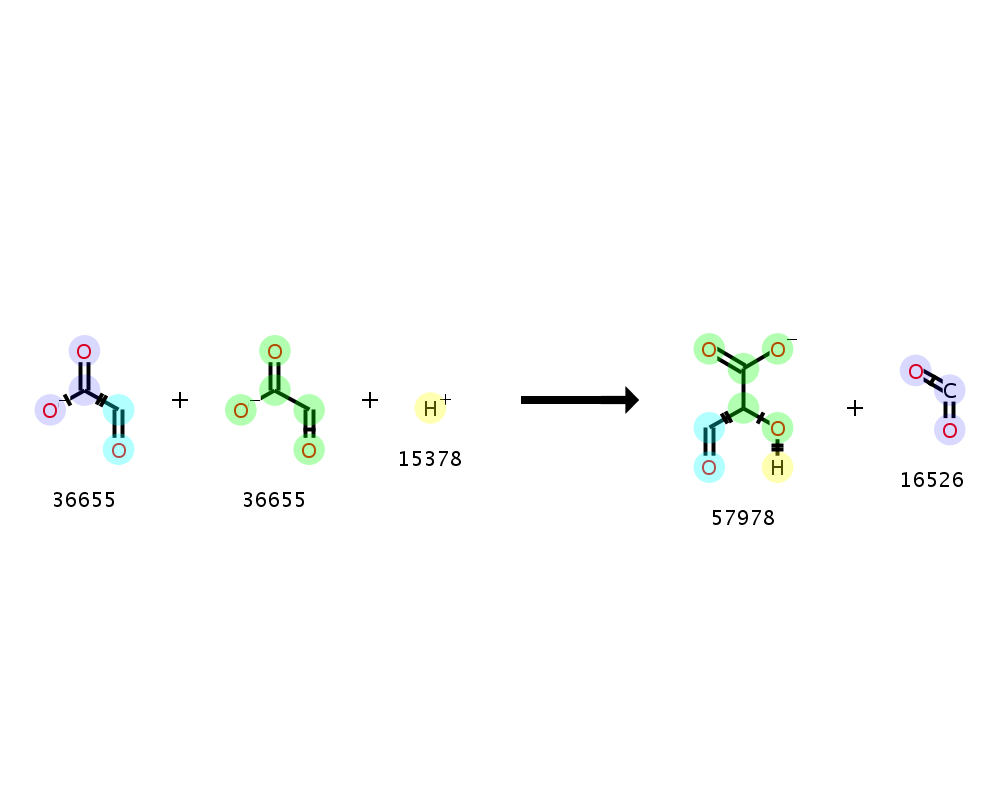 O O O−
O O− C O
O− O H+ O
+ + +
O O H O
36655 36655 15378 57978 16526